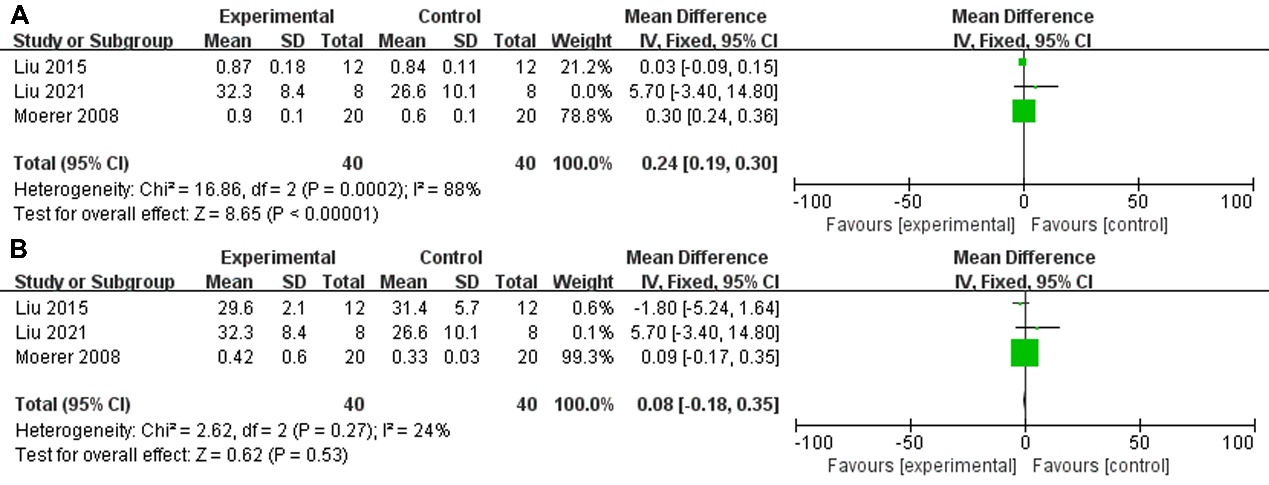 A
Experimental Control Mean Difference Mean Difference
Study or Subgroup Mean SD Total Mean SD Total Weight IV, Fixed, 95% CI IV, Fixed, 95% CI
Liu 2015 0.87 0.18 12 0.84 0.11 12 21.2% 0.03 [-0.09, 0.15]
Liu 2021 32.3 8.4 8 26.6 10.1 8 0.0% 5.70 [-3.40, 14.80]
Moerer 2008 0.9 0.1 20 0.6 0.1 20 78.8% 0.30 [0.24, 0.36]
Total (95% CI) 40 40 100.0% 0.24 [0.19, 0.30]
Heterogeneity: Chi² = 16.86, df = 2 (P = 0.0002); I² = 88%
Test for overall effect: Z = 8.65 (P < 0.00001)
-100 -50 0 50 100
Favours [experimental] Favours [control]
B
Experimental Control Mean Difference Mean Difference
Study or Subgroup Mean SD Total Mean SD Total Weight IV, Fixed, 95% CI IV, Fixed, 95% CI
Liu 2015 29.6 2.1 12 31.4 5.7 12 0.6% -1.80 [-5.24, 1.64]
Liu 2021 32.3 8.4 8 26.6 10.1 8 0.1% 5.70 [-3.40, 14.80]
Moerer 2008 0.42 0.6 20 0.33 0.03 20 99.3% 0.09 [-0.17, 0.35]
Total (95% CI) 40 40 100.0% 0.08 [-0.18, 0.35]
Heterogeneity: Chi² = 2.62, df = 2 (P = 0.27); I² = 24%
Test for overall effect: Z = 0.62 (P = 0.53)
-100 -50 0 50 100
Favours [experimental] Favours [control]